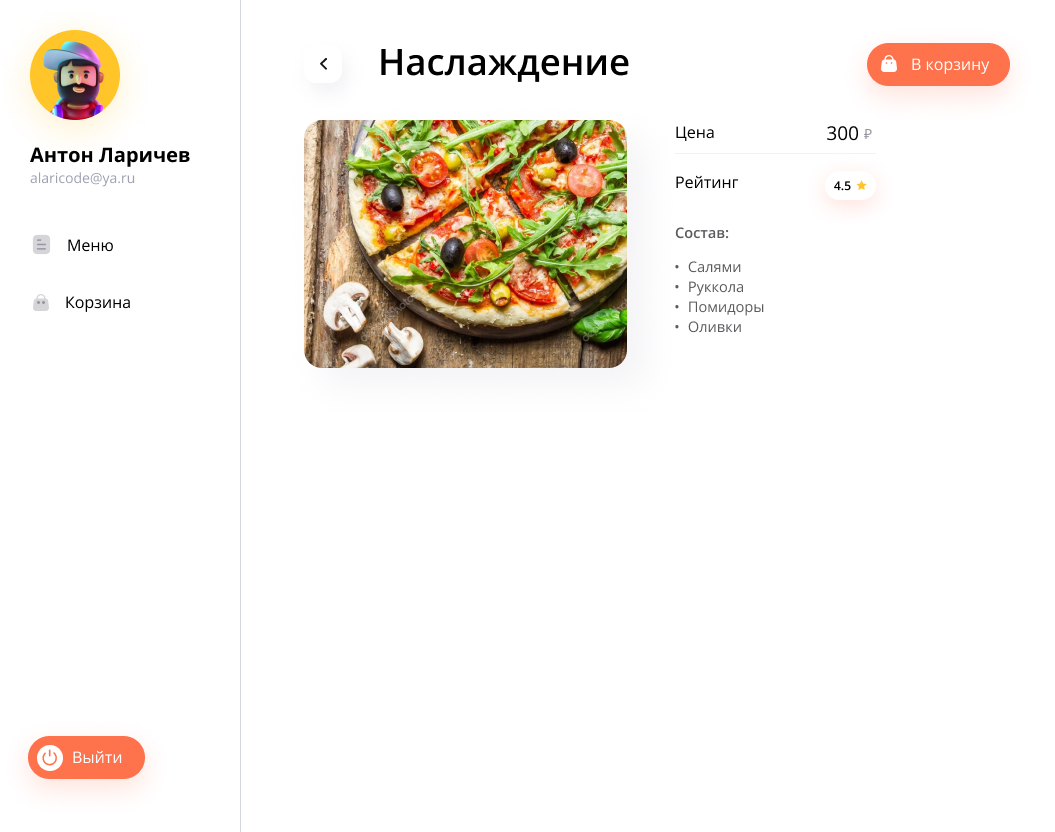 Антон Ларичев
alaricode@ya.ru
Меню
Корзина
Выйти
Наслаждение
В корзину
Цена 300 ₽
Рейтинг 4.5
Состав:
• Салями
• Руккола
• Помидоры
• Оливки